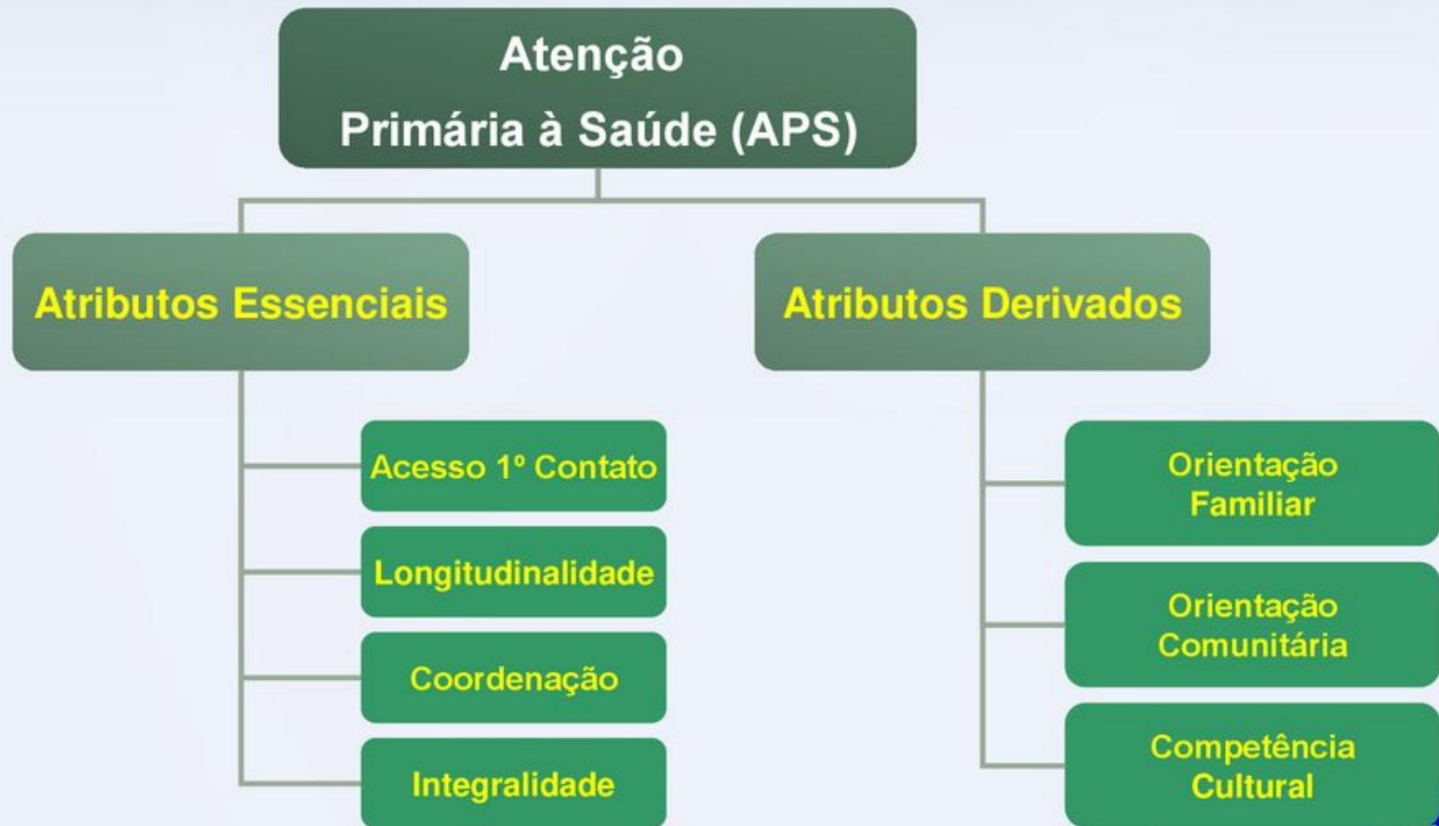 Atenção
Primária à Saúde (APS)
Atributos Essenciais
Acesso 1º Contato
Longitudinalidade
Coordenação
Integralidade
Atributos Derivados
Orientação
Familiar
Orientação
Comunitária
Competência
Cultural